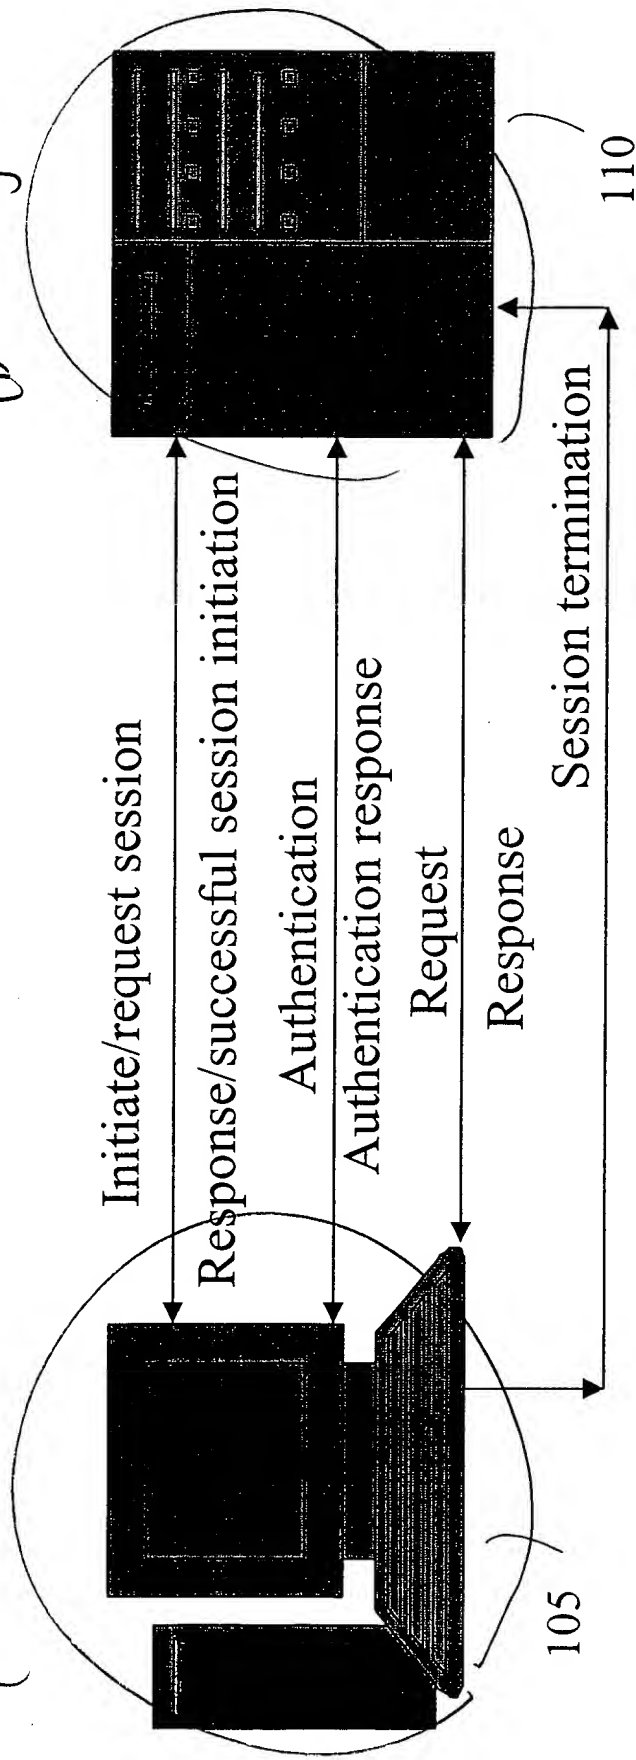 Initiate/request session
Response/successful session initiation
Authentication
Authentication response
Request
Response
Session termination
105
110